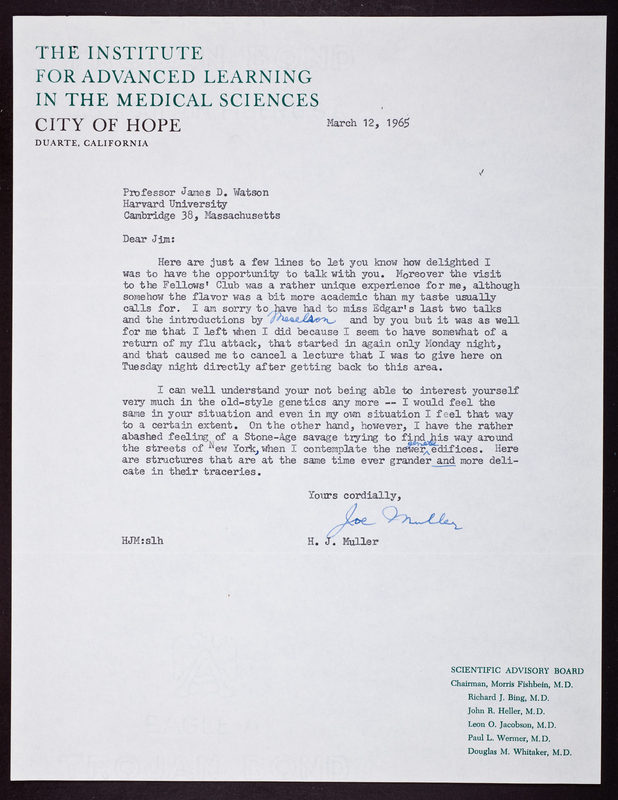 THE INSTITUTE
FOR ADVANCED LEARNING
IN THE MEDICAL SCIENCES
CITY OF HOPE
DUARTE, CALIFORNIA
March 12, 1965
Professor James D. Watson
Harvard University
Cambridge 38, Massachusetts
Dear Jim:
Here are just a few lines to let you know how delighted I
was to have the opportunity to talk with you. Moreover the visit
to the Fellows' Club was a rather unique experience for me, although
somehow the flavor was a bit more academic than my taste usually
calls for. I am sorry to have had to miss Edgar's last two talks
and the introductions by Meselson and by you but it was as well
for me that I left when I did because I seem to have somewhat of a
return of my flu attack, that started in again only Monday night,
and that caused me to cancel a lecture that I was to give here on
Tuesday night directly after getting back to this area.
I can well understand your not being able to interest yourself
very much in the old-style genetics any more -- I would feel the
same in your situation and even in my own situation I feel that way
to a certain extent. On the other hand, however, I have the rather
abashed feeling of a Stone-Age savage trying to find his way around
the streets of New York, when I contemplate the newer edifices. Here
are structures that are at the same time ever grander and more deli-
cate in their traceries.
Yours cordially,
Joe Muller
HJM:slh
H. J. Muller
SCIENTIFIC ADVISORY BOARD
Chairman, Morris Fishbein, M.D.
Richard J. Bing, M.D.
John R. Heller, M.D.
Leon O. Jacobson, M.D.
Paul L. Wermer, M.D.
Douglas M. Whitaker, M.D.